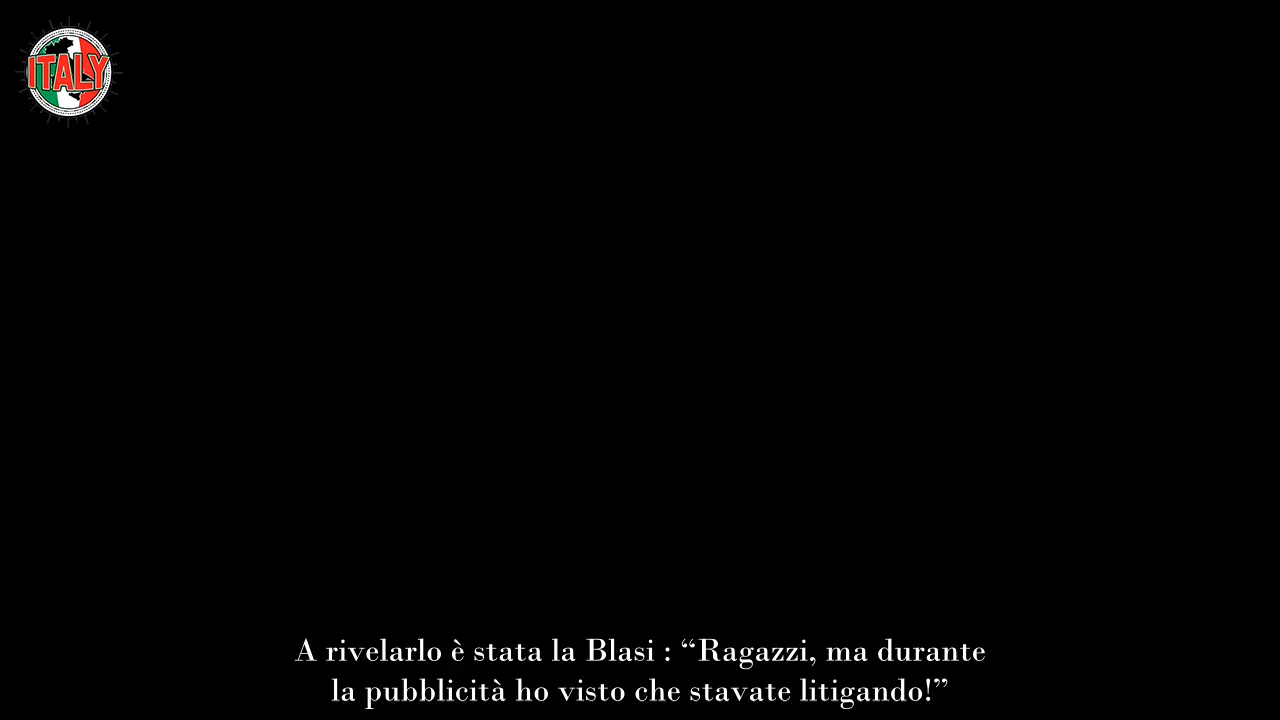 ITALY
A rivelarlo è stata la Blasi : “Ragazzi, ma durante
la pubblicità ho visto che stavate litigando!”